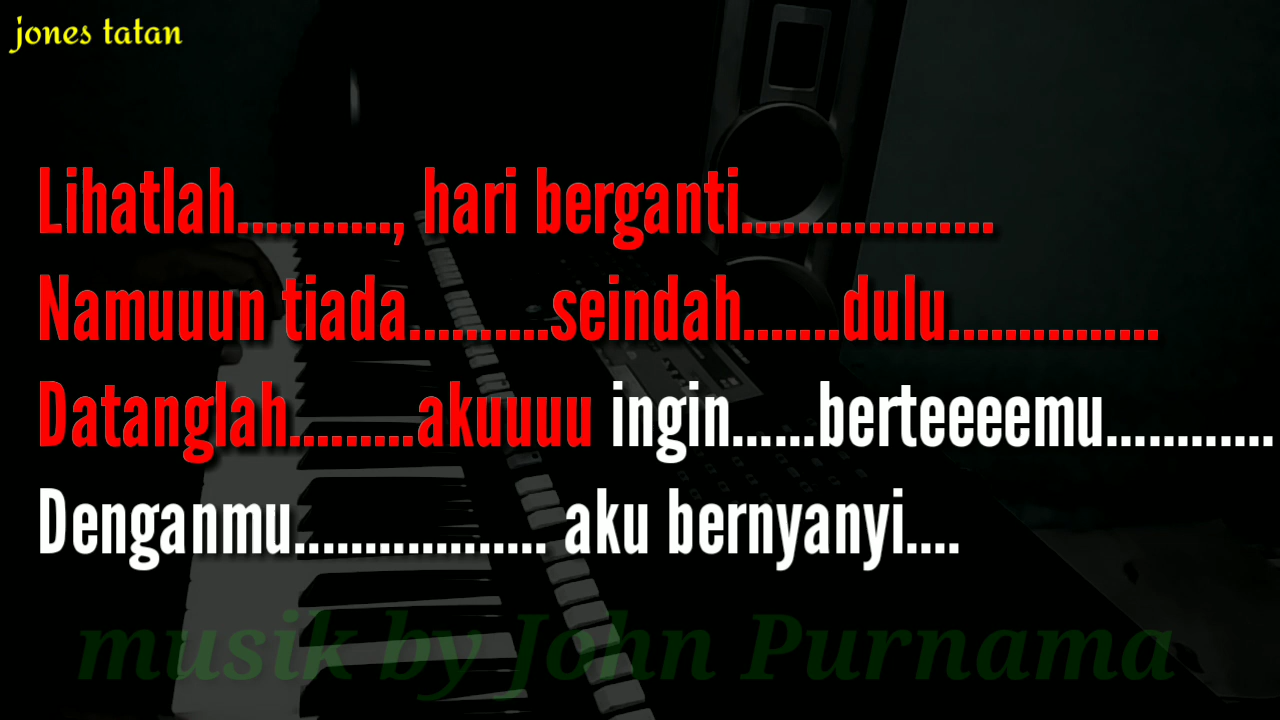 jones tatan
Lihatlah............, hari berganti..................
Namuuun tiada..........seindah.......dulu...............
Datanglah.........akuuuu ingin......berteeeemu............
Denganmu.................. aku bernyanyi....
musik by John Purnama